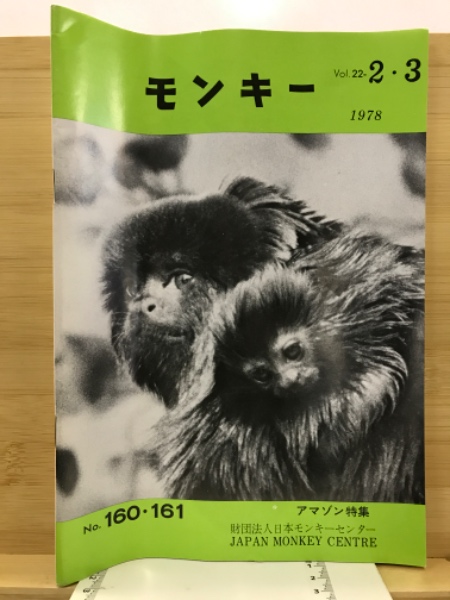 モンキー
Vol. 22-2・3
1978
No. 160・161
アマゾン特集
財団法人日本モンキーセンター
JAPAN MONKEY CENTRE